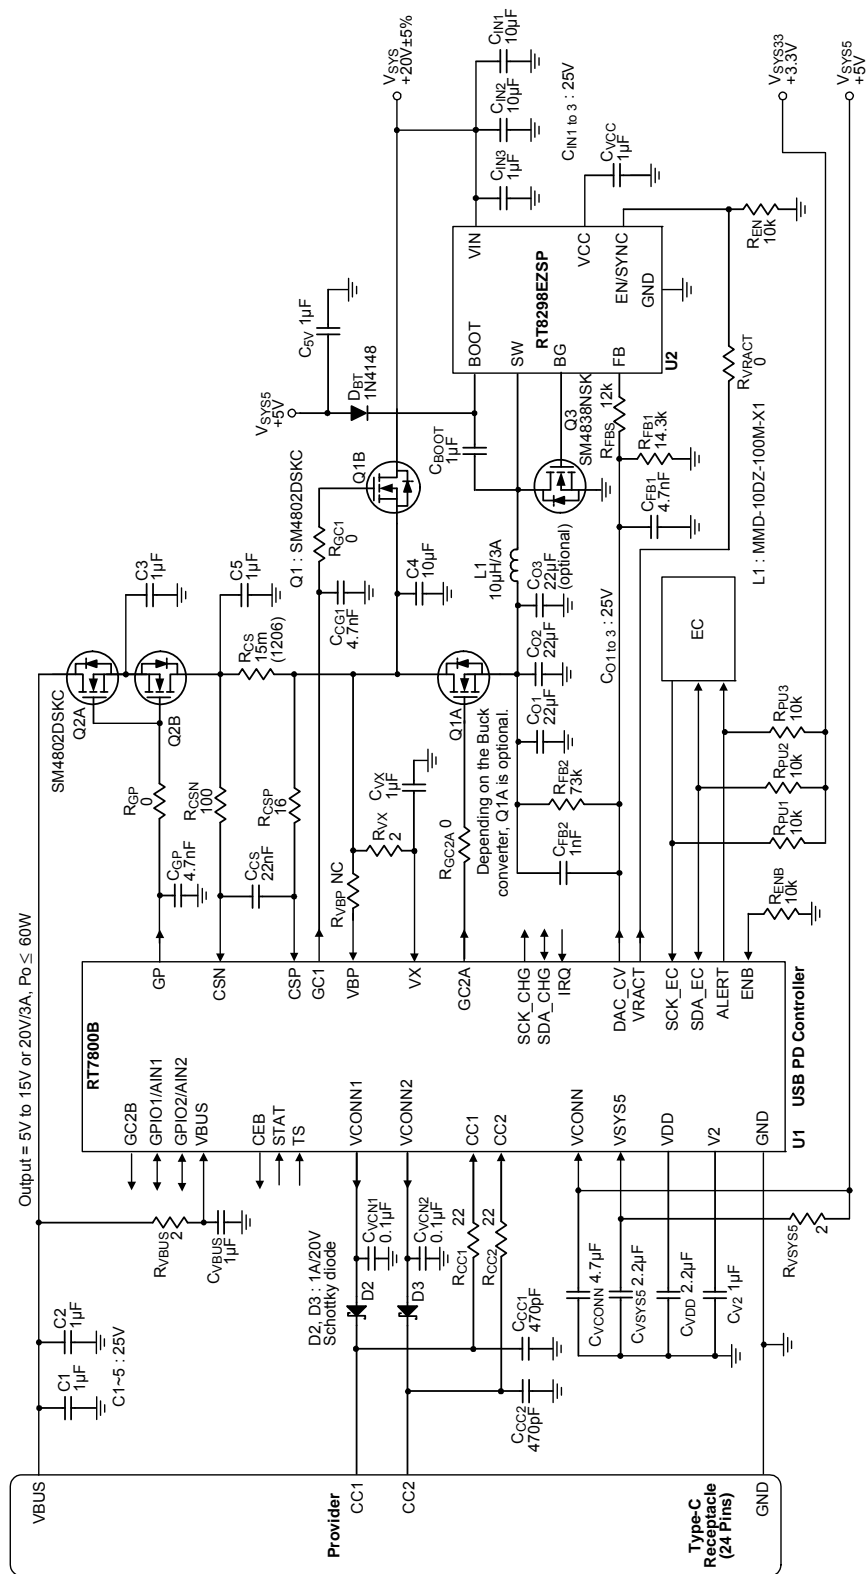 Output = 5V to 15V or 20V/3A, Po ≤ 60W
Provider
Type-C
Receptacle
(24 Pins)
VBUS
CC1
CC2
GND
C1
1µF
C2
1µF
C1~5 : 25V
RVBUS
2
CVBUS
1µF
D2, D3 : 1A/20V
Schottky diode
D2
D3
CVCN1
0.1µF
CVCN2
0.1µF
RCC1
22
RCC2
22
CCC1
470pF
CCC2
470pF
CVCONN 4.7µF
CVSYS5 2.2µF
CVDD 2.2µF
CV2 1µF
RVSYS5
2
RT7800B
U1
USB PD Controller
GC2B
GPIO1/AIN1
GPIO2/AIN2
VBUS
CEB
STAT
TS
VCONN1
VCONN2
CC1
CC2
VCONN
VSYS5
VDD
V2
GND
GP
CSN
CSP
GC1
VBP
VX
GC2A
SCK_CHG
SDA_CHG
IRQ
DAC_CV
VRACT
SCK_EC
SDA_EC
ALERT
ENB
CGP
4.7nF
RGP
0
SM4802DSKC
Q2A
Q2B
C3
1µF
C5
1µF
RCSN
100
CCS
22nF
RCSP
16
RCS
15m
(1206)
RVBP NC
RVX
2
CVX
1µF
CCG1
4.7nF
RGC1
0
Q1 : SM4802DSKC
Q1B
C4
10µF
Q1A
RGC2A 0
Depending on the Buck
converter, Q1A is optional.
CFB2
1nF
RFB2
73k
CO1
22µF
CO2
22µF
CO3
22µF
(optional)
CO1 to 3 : 25V
L1
10µH/3A
CBOOT
1µF
VSYS5
+5V
DBT
1N4148
C5V 1µF
Q3
SM4838NSK
RFBS
12k
RFB1
14.3k
CFB1
4.7nF
BOOT
SW
BG
FB
VIN
VCC
EN/SYNC
GND
RT8298EZSP
U2
VSYS
+20V±5%
CIN1
10µF
CIN2
10µF
CIN3
1µF
CIN1 to 3 : 25V
CVCC
1µF
REN
10k
RVRACT
0
L1 : MMD-10DZ-100M-X1
EC
RPU1
10k
RPU2
10k
RPU3
10k
RENB
10k
VSYS33
+3.3V
VSYS5
+5V